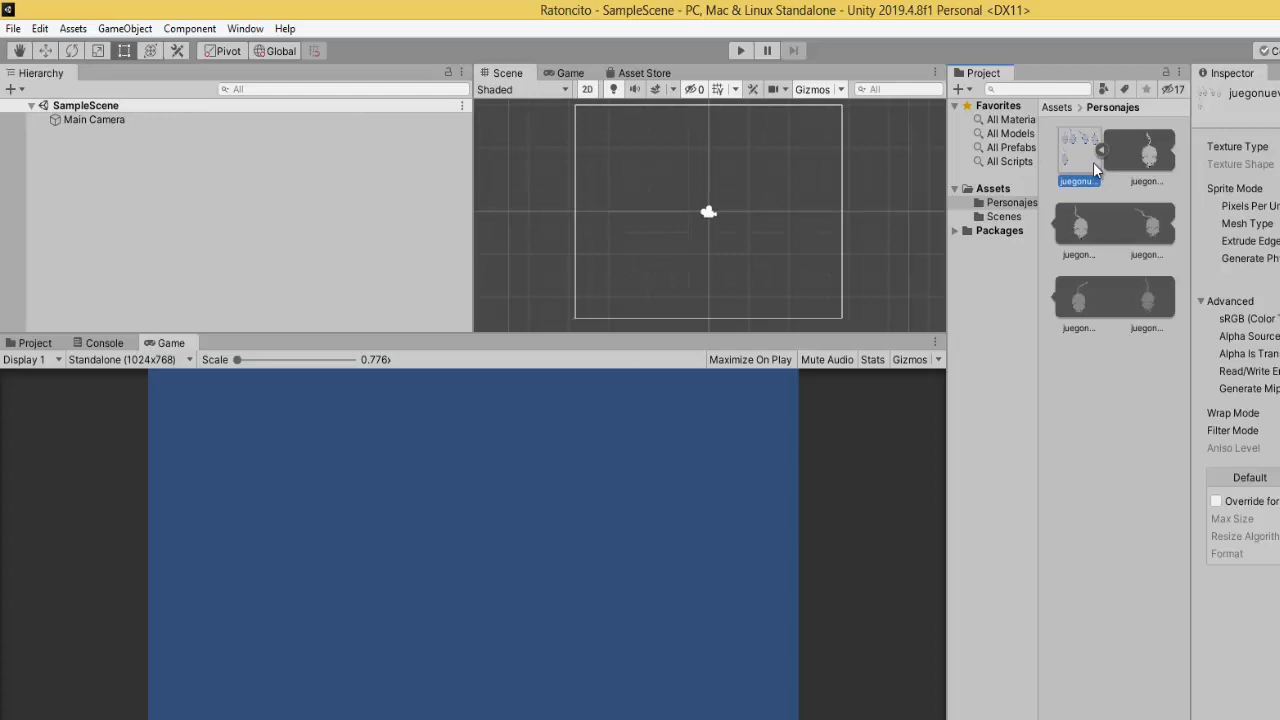 Ratoncito - SampleScene - PC, Mac & Linux Standalone - Unity 2019.4.8f1 Personal <DX11>
File Edit Assets GameObject Component Window Help
Pivot Global
Hierarchy
All
SampleScene
Main Camera
Scene Game Asset Store
Shaded 2D 0 Gizmos All
Project
17
Favorites
All Materia
All Models
All Prefabs
All Scripts
Assets
Personajes
Scenes
Packages
Assets > Personajes
juegonu...
juegon...
juegon...
juegon...
juegon...
juegon...
Inspector
juegonuev
Texture Type
Texture Shape
Sprite Mode
Pixels Per Un
Mesh Type
Extrude Edge
Generate Phy
Advanced
sRGB (Color T
Alpha Source
Alpha Is Tran
Read/Write En
Generate Mip
Wrap Mode
Filter Mode
Aniso Level
Default
Override for
Max Size
Resize Algorith
Format
Project Console Game
Display 1 Standalone (1024x768) Scale 0.776x Maximize On Play Mute Audio Stats Gizmos